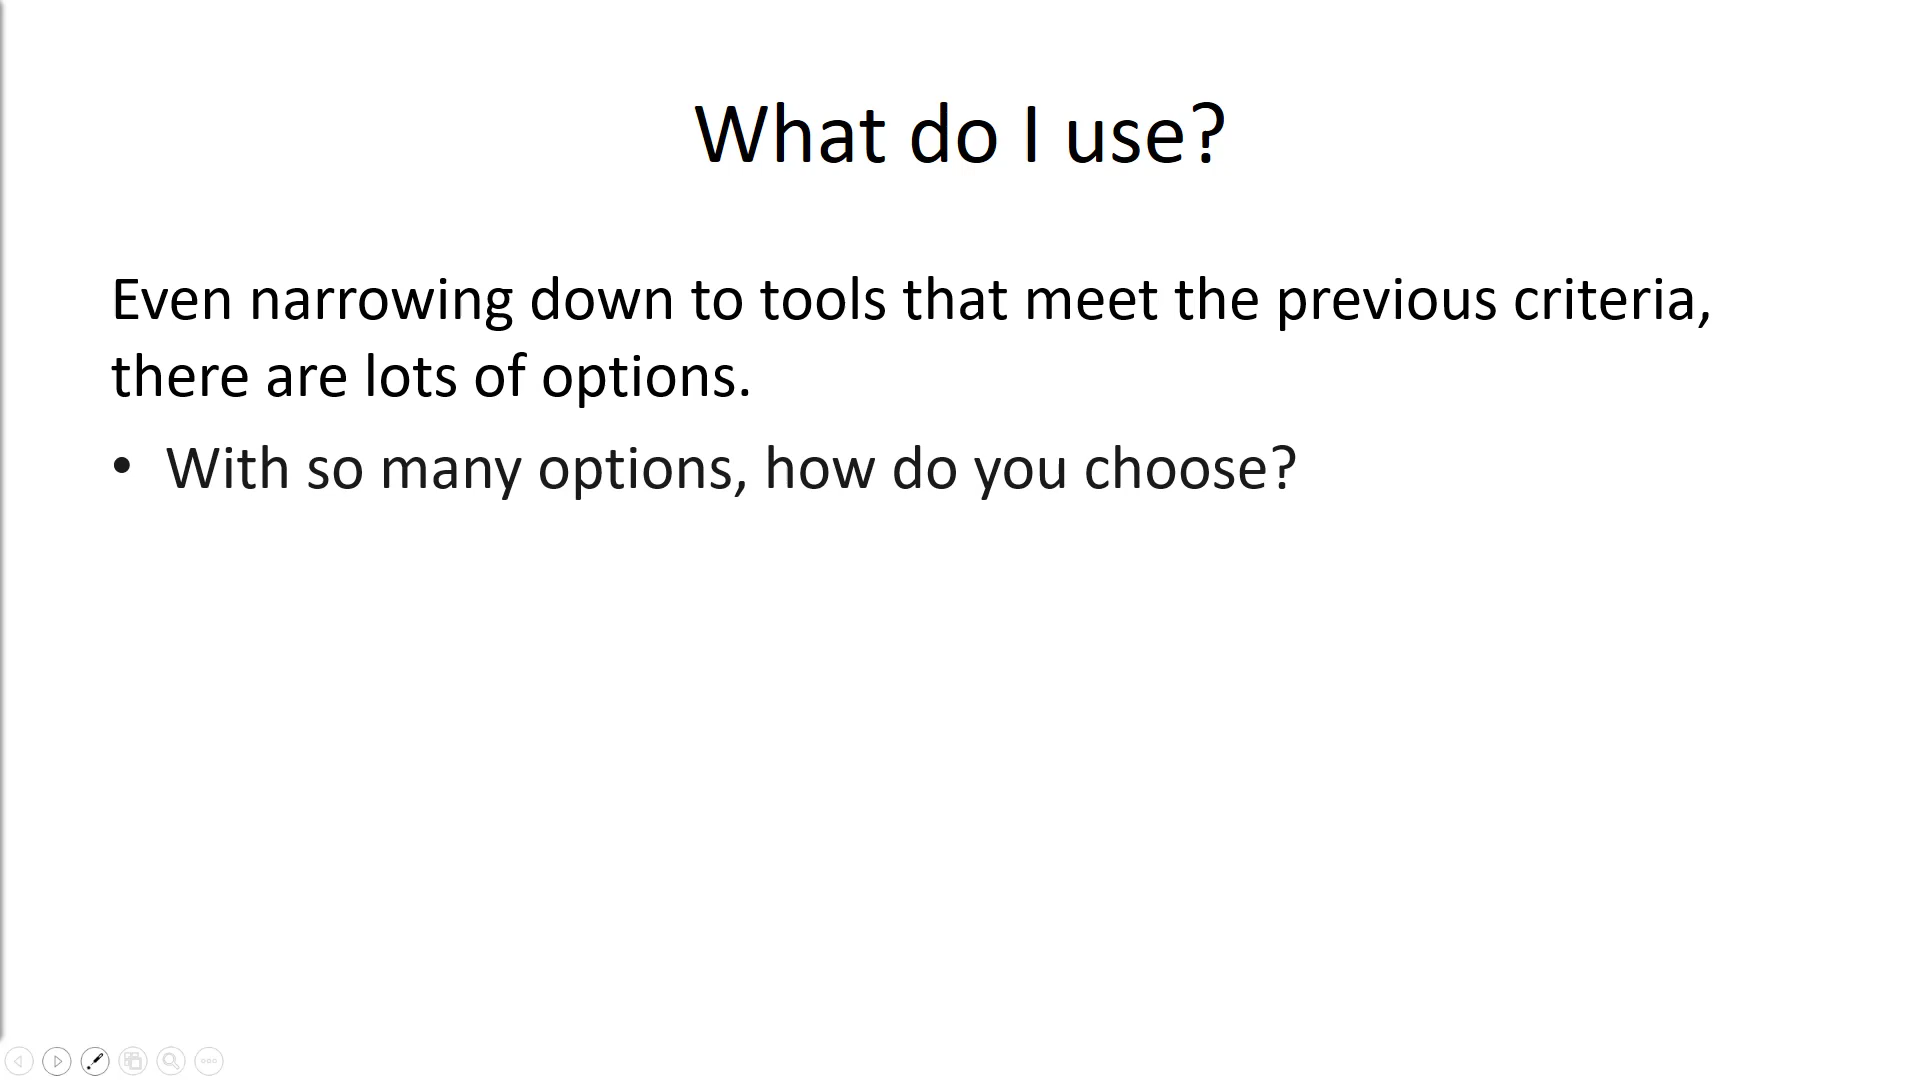 What do I use?
Even narrowing down to tools that meet the previous criteria,
there are lots of options.
• With so many options, how do you choose?